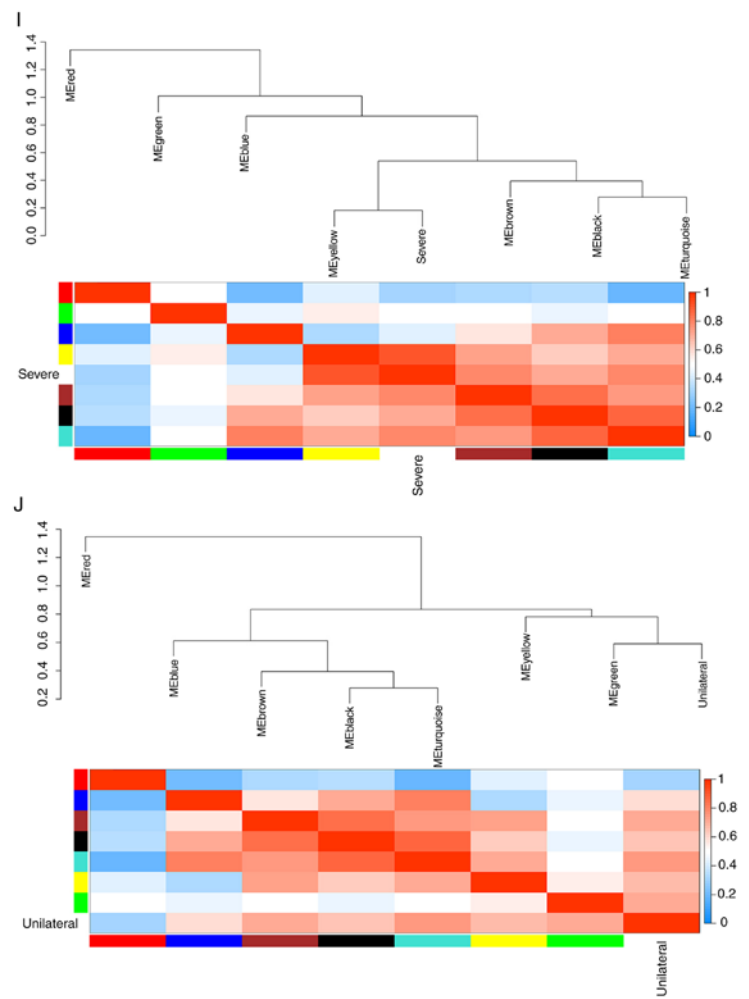 I
1.4
1.2
1.0
0.8
0.6
0.4
0.2
0.0
MEred
MEgreen
MEblue
MEyellow
Severe
MEbrown
MEblack
MEturquoise
Severe
1
0.8
0.6
0.4
0.2
0
Severe
J
1.4
1.2
1.0
0.8
0.6
0.4
0.2
MEred
MEblue
MEbrown
MEblack
MEturquoise
MEyellow
MEgreen
Unilateral
1
0.8
0.6
0.4
0.2
0
Unilateral
Unilateral